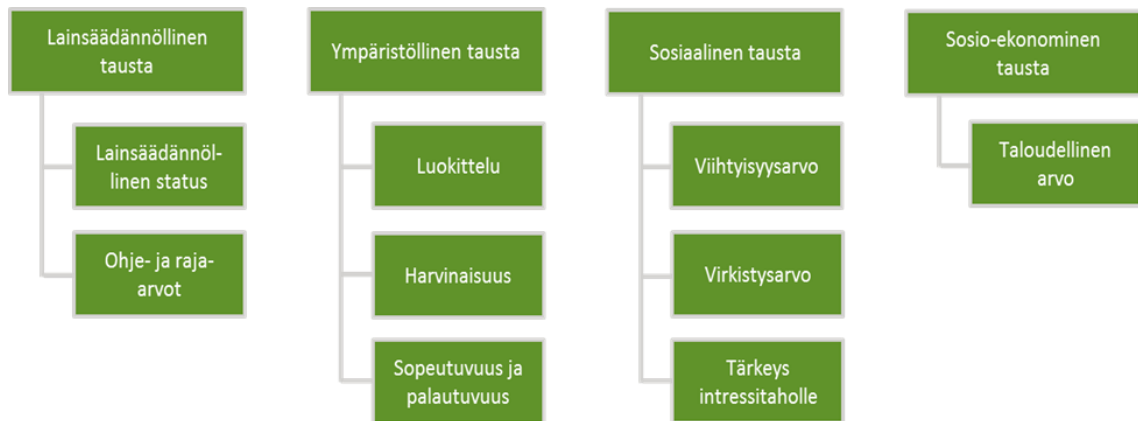 Lainsäädännöllinen
tausta
Lainsäädännöl-
linen status
Ohje- ja raja-
arvot
Ympäristöllinen tausta
Luokittelu
Harvinaisuus
Sopeutuvuus ja
palautuvuus
Sosiaalinen tausta
Viihtyisyysarvo
Virkistysarvo
Tärkeys
intressitaholle
Sosio-ekonominen
tausta
Taloudellinen
arvo